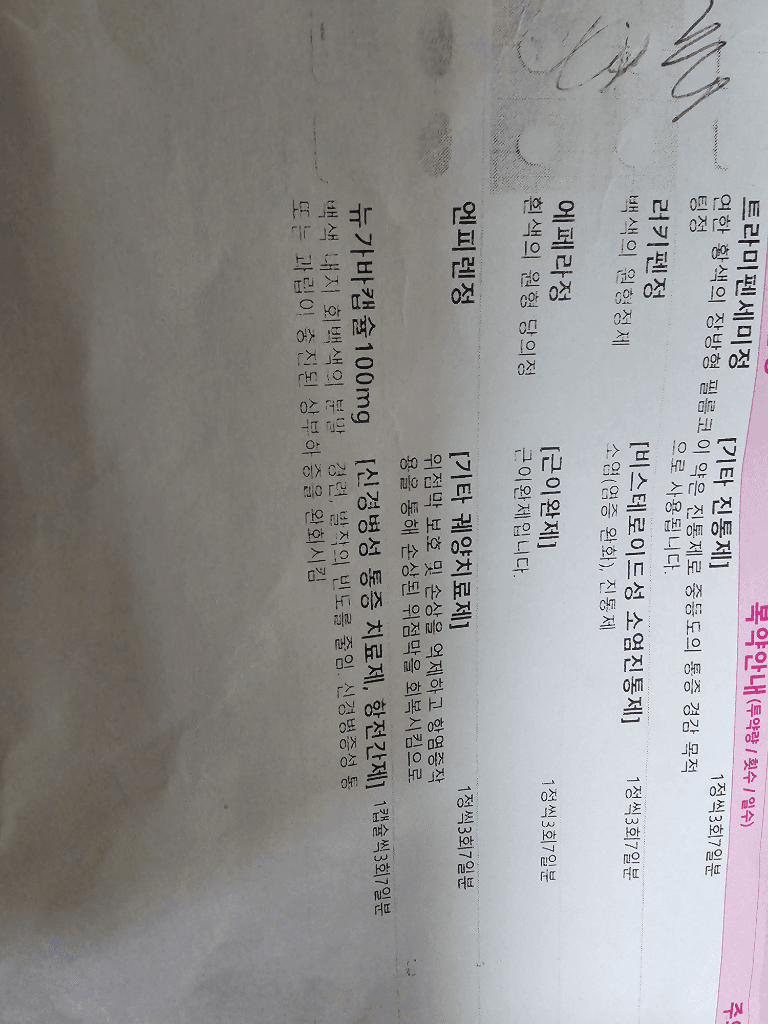 복약안내 (투약량 / 횟수 / 일수)
트라미펜세미정
연한 황색의 장방형 필름코
팅정
[기타 진통제]
이 약은 진통제로 중등도의 통증 경감 목적
으로 사용됩니다.
1정씩3회7일분
러키펜정
백색의 원형정제
[비스테로이드성 소염진통제]
소염(염증 완화), 진통제
1정씩3회7일분
에페라정
흰색의 원형 당의정
[근이완제]
근이완제입니다.
1정씩3회7일분
엔피렌정
[기타 궤양치료제]
위점막 보호 및 손상을 억제하고 항염증작
용을 통해 손상된 위점막을 회복시킴으로
1정씩3회7일분
뉴가바캡슐100mg
백색 내지 회백색의 분말
또는 과립이 충진된 상부하
[신경병성 통증 치료제, 항전간제]
경련, 발작의 빈도를 줄임. 신경병증성 통
증을 완화시킴
1캡슐씩3회7일분